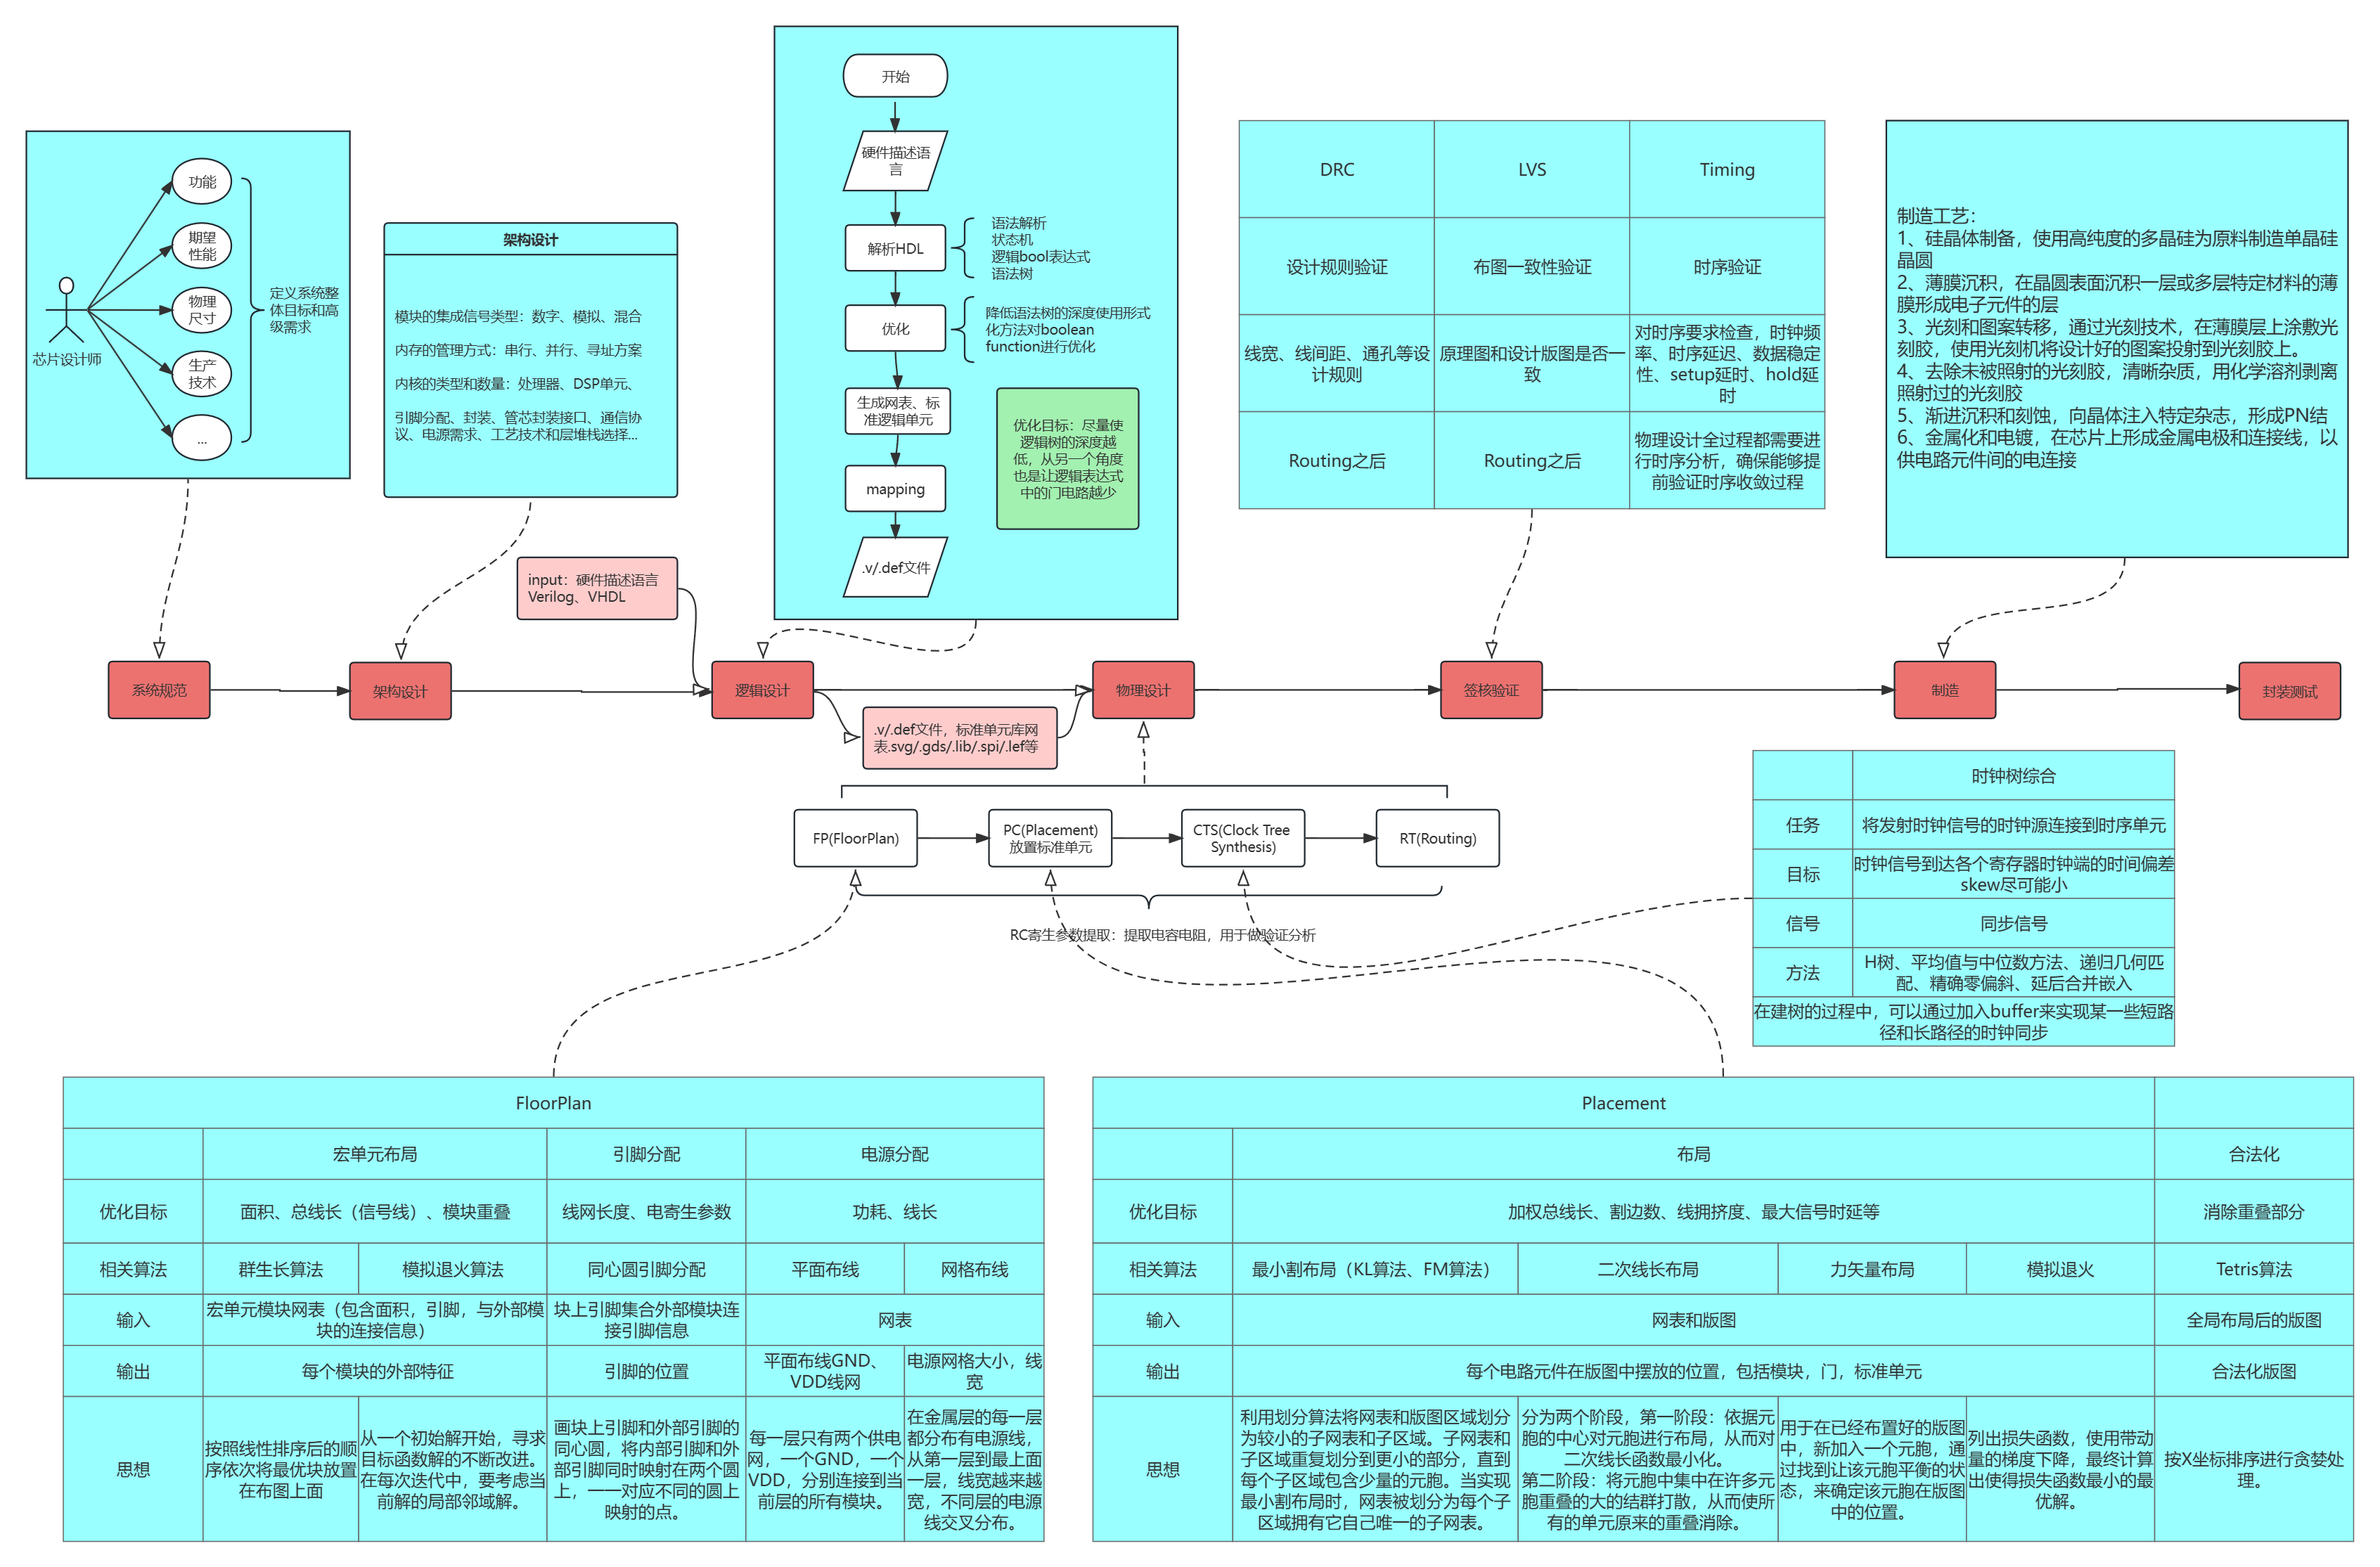 开始
硬件描述语
言
解析HDL
语法解析
状态机
逻辑bool表达式
语法树
优化
降低语法树的深度使用形式
化方法对boolean
function进行优化
生成网表、标
准逻辑单元
优化目标：尽量使
逻辑树的深度越
低，从另一个角度
也是让逻辑表达式
中的门电路越少
mapping
.v/.def文件
功能
期望
性能
物理
尺寸
生产
技术
...
芯片设计师
定义系统整
体目标和高
级需求
架构设计
模块的集成信号类型：数字、模拟、混合
内存的管理方式：串行、并行、寻址方案
内核的类型和数量：处理器、DSP单元、
引脚分配、封装、管芯封装接口、通信协
议、电源需求、工艺技术和层堆栈选择...
DRC
LVS
Timing
设计规则验证
布图一致性验证
时序验证
线宽、线间距、通孔等设
计规则
原理图和设计版图是否一
致
对时序要求检查，时钟频
率、时序延迟、数据稳定
性、setup延时、hold延
时
Routing之后
Routing之后
物理设计全过程都需要进
行时序分析，确保能够提
前验证时序收敛过程
制造工艺：
1、硅晶体制备，使用高纯度的多晶硅为原料制造单晶硅
晶圆
2、薄膜沉积，在晶圆表面沉积一层或多层特定材料的薄
膜形成电子元件的层
3、光刻和图案转移，通过光刻技术，在薄膜层上涂敷光
刻胶，使用光刻机将设计好的图案投射到光刻胶上。
4、去除未被照射的光刻胶，清晰杂质，用化学溶剂剥离
照射过的光刻胶
5、渐进沉积和刻蚀，向晶体注入特定杂志，形成PN结
6、金属化和电镀，在芯片上形成金属电极和连接线，以
供电路元件间的电连接
input：硬件描述语言
Verilog、VHDL
系统规范
架构设计
逻辑设计
物理设计
签核验证
制造
封装测试
.v/.def文件，标准单元库网
表.svg/.gds/.lib/.spi/.lef等
FP(FloorPlan)
PC(Placement)
放置标准单元
CTS(Clock Tree
Synthesis)
RT(Routing)
RC寄生参数提取：提取电容电阻，用于做验证分析
时钟树综合
任务
将发射时钟信号的时钟源连接到时序单元
目标
时钟信号到达各个寄存器时钟端的时间偏差
skew尽可能小
信号
同步信号
方法
H树、平均值与中位数方法、递归几何匹
配、精确零偏斜、延后合并嵌入
在建树的过程中，可以通过加入buffer来实现某一些短路
径和长路径的时钟同步
FloorPlan
宏单元布局
引脚分配
电源分配
优化目标
面积、总线长（信号线）、模块重叠
线网长度、电寄生参数
功耗、线长
相关算法
群生长算法
模拟退火算法
同心圆引脚分配
平面布线
网格布线
输入
宏单元模块网表（包含面积，引脚，与外部模
块的连接信息）
块上引脚集合外部模块连
接引脚信息
网表
输出
每个模块的外部特征
引脚的位置
平面布线GND、
VDD线网
电源网格大小，线
宽
思想
按照线性排序后的顺
序依次将最优块放置
在布图上面
从一个初始解开始，寻求
目标函数解的不断改进。
在每次迭代中，要考虑当
前解的局部邻域解。
画块上引脚和外部引脚的
同心圆，将内部引脚和外
部引脚同时映射在两个圆
上，一一对应不同的圆上
映射的点。
每一层只有两个供电
网，一个GND，一个
VDD，分别连接到当
前层的所有模块。
在金属层的每一层
都分布有电源线，
从第一层到最上面
一层，线宽越来越
宽，不同层的电源
线交叉分布。
Placement
布局
合法化
优化目标
加权总线长、割边数、线拥挤度、最大信号时延等
消除重叠部分
相关算法
最小割布局（KL算法、FM算法）
二次线长布局
力矢量布局
模拟退火
Tetris算法
输入
网表和版图
全局布局后的版图
输出
每个电路元件在版图中摆放的位置，包括模块，门，标准单元
合法化版图
思想
利用划分算法将网表和版图区域划分
为较小的子网表和子区域。子网表和
子区域重复划分到更小的部分，直到
每个子区域包含少量的元胞。当实现
最小割布局时，网表被划分为每个子
区域拥有它自己唯一的子网表。
分为两个阶段，第一阶段：依据元
胞的中心对元胞进行布局，从而对
二次线长函数最小化。
第二阶段：将元胞中集中在许多元
胞重叠的大的结群打散，从而使所
有的单元原来的重叠消除。
用于在已经布置好的版图
中，新加入一个元胞，通
过找到让该元胞平衡的状
态，来确定该元胞在版图
中的位置。
列出损失函数，使用带动
量的梯度下降，最终计算
出使得损失函数最小的最
优解。
按X坐标排序进行贪婪处
理。